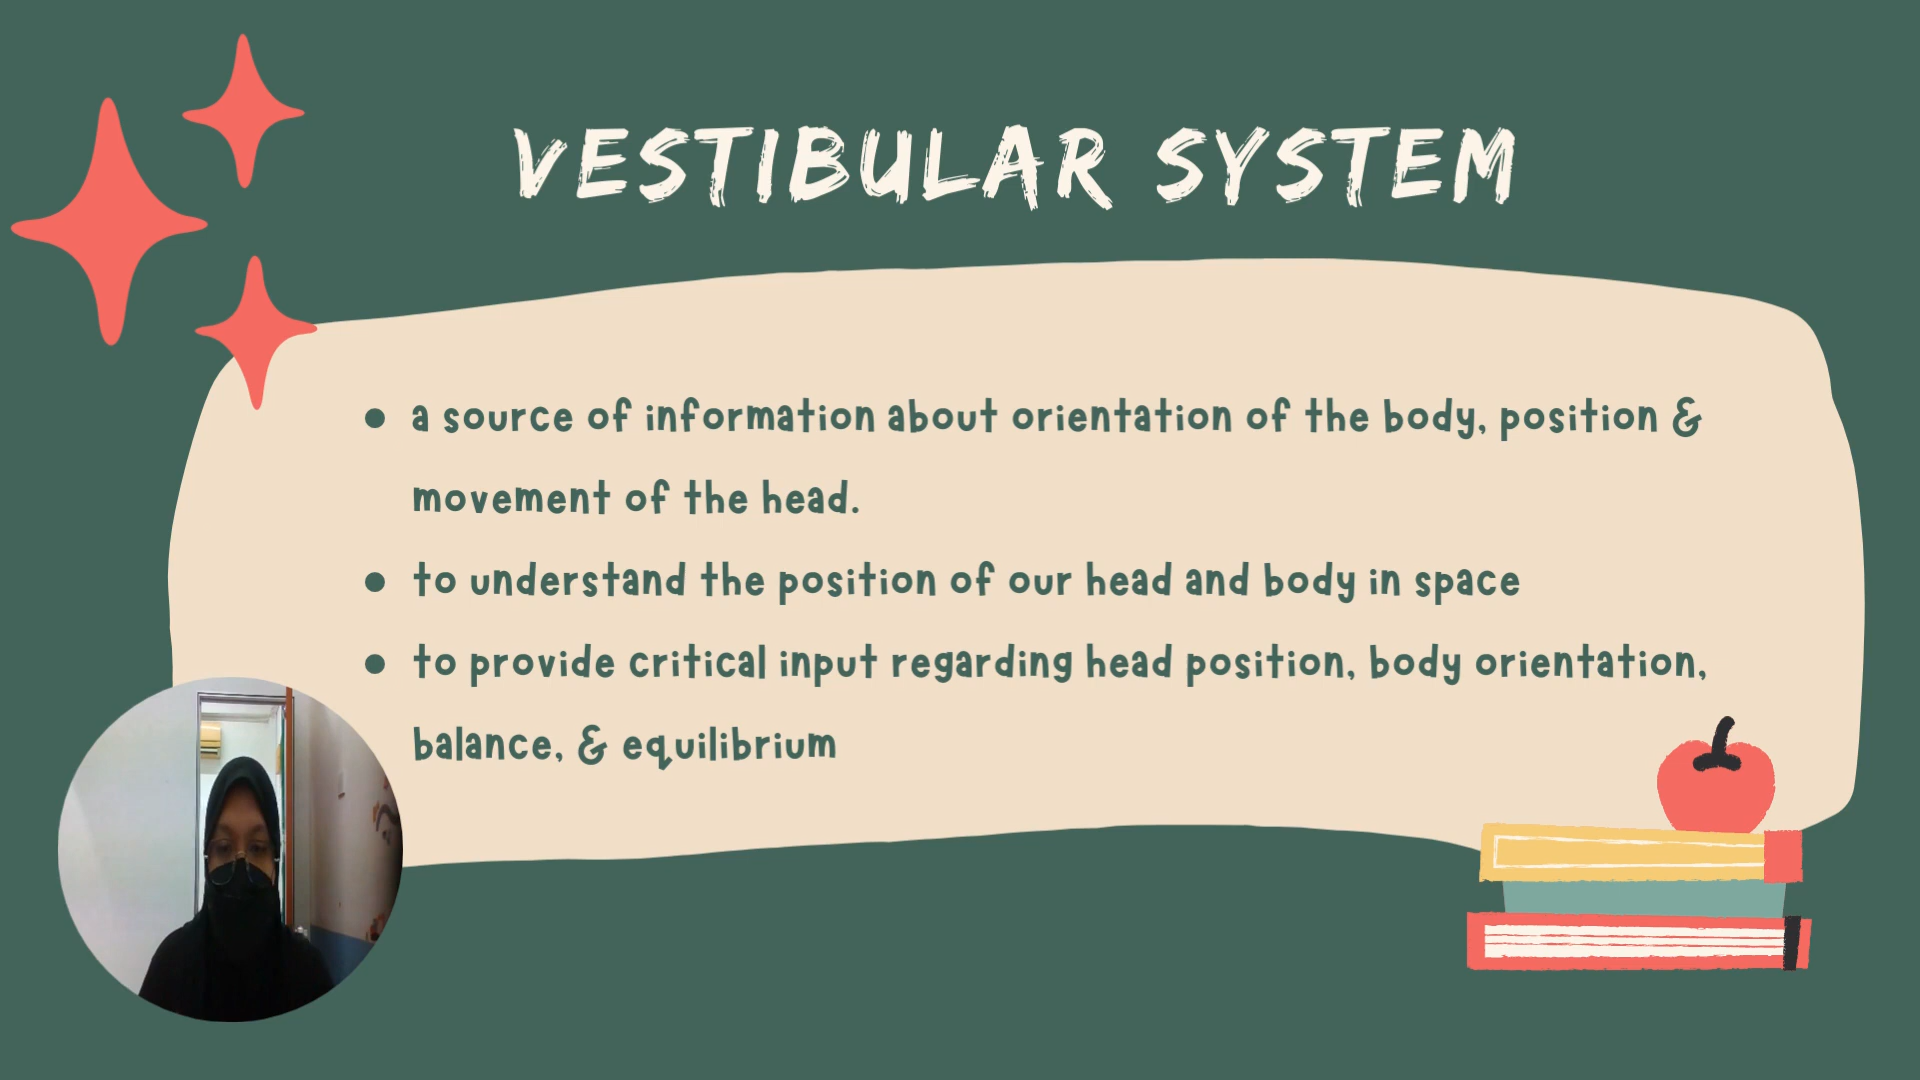 VESTIBULAR SYSTEM
• a source of information about orientation of the body, position &
movement of the head.
• to understand the position of our head and body in space
• to provide critical input regarding head position, body orientation,
balance, & equilibrium